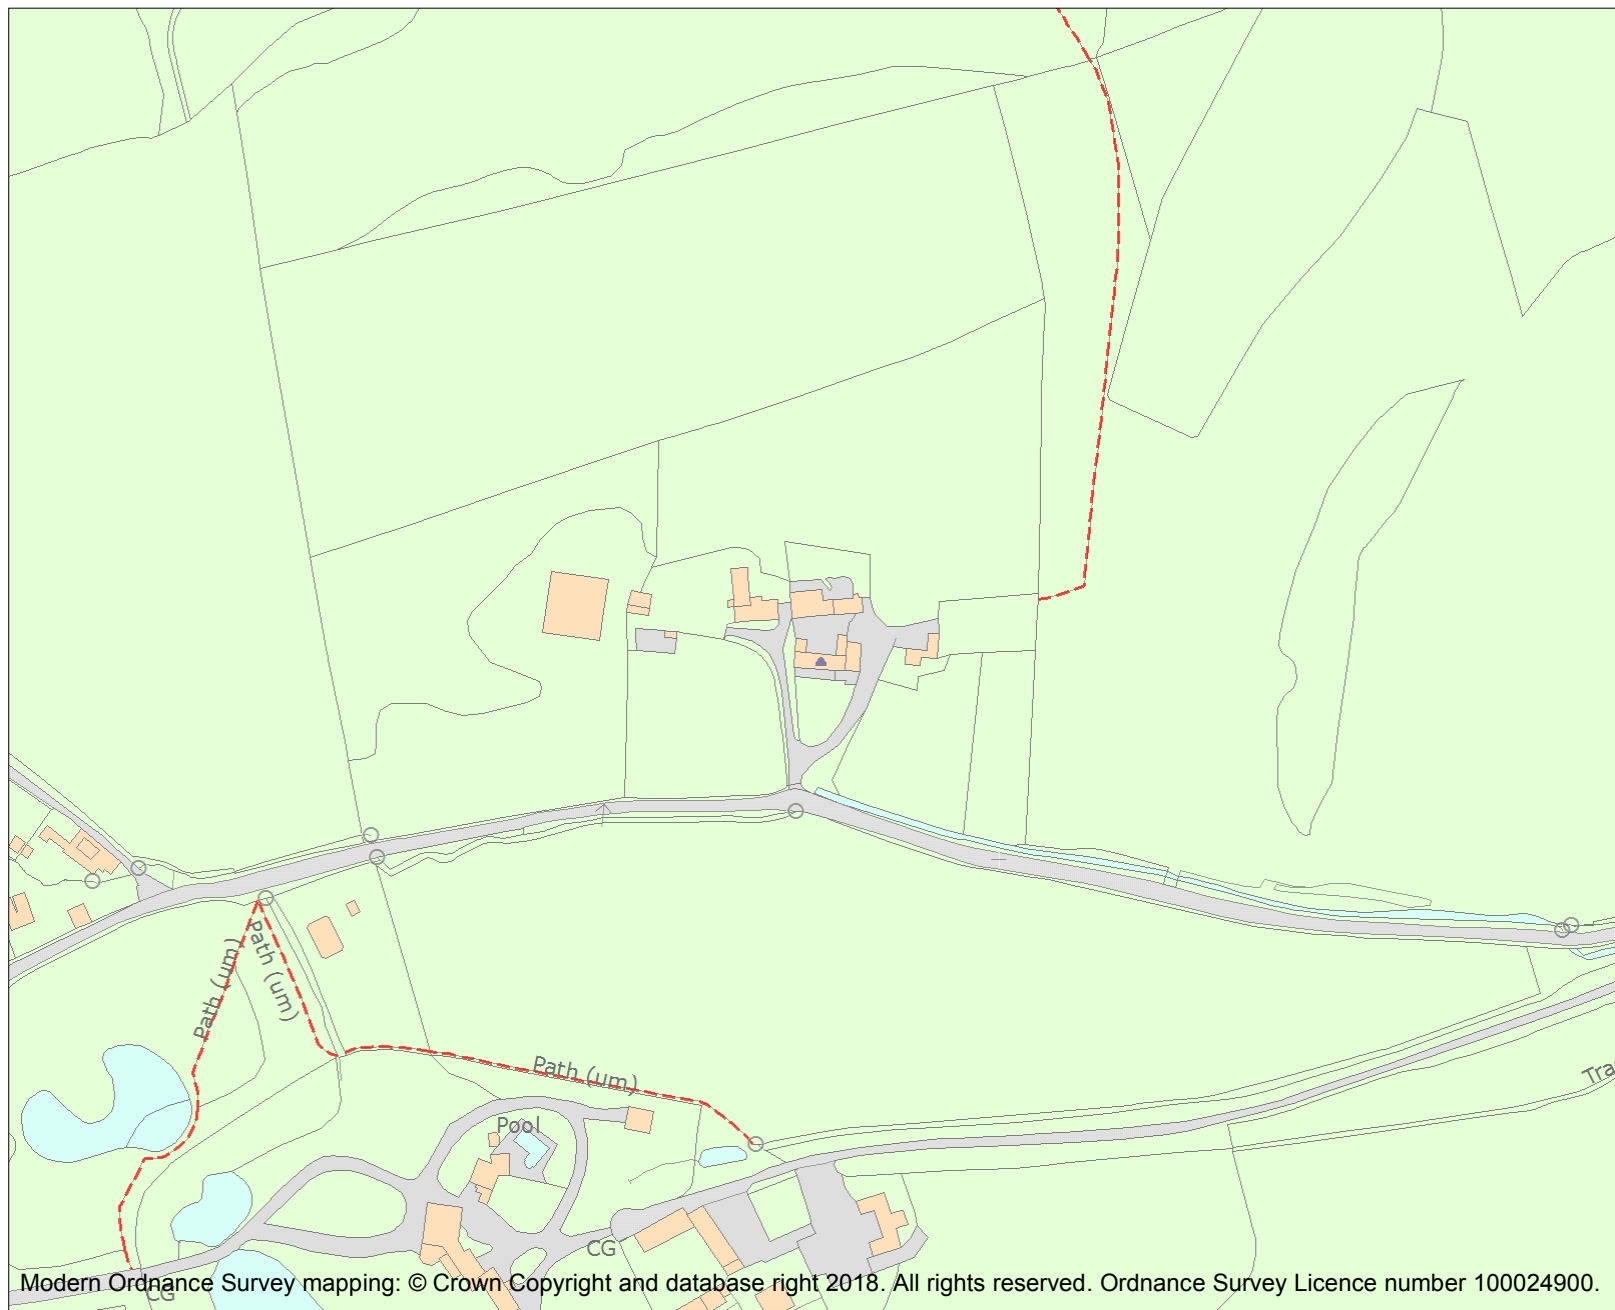 Path (um)
Path (um)
Path (um)
Tra
Pool
CG
CG
Modern Ordnance Survey mapping: © Crown Copyright and database right 2018. All rights reserved. Ordnance Survey Licence number 100024900.